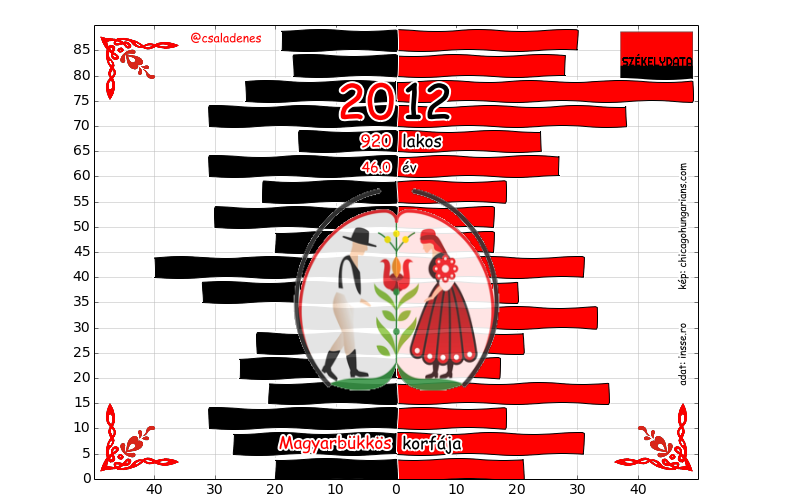 @csaladenes
SZÉKELYDATA
2012
920 lakos
46.0 év
kép: chicagohungarians.com
adat: insse.ro
Magyarbükkös korfája
85
80
75
70
65
60
55
50
45
40
35
30
25
20
15
10
5
0
40 30 20 10 0 10 20 30 40